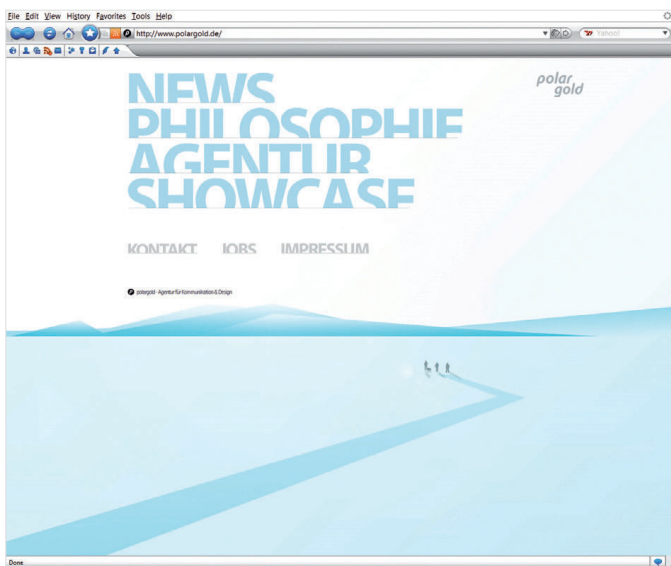 File Edit View History Favorites Tools Help
http://www.polargold.de/
Yahoo!
polar
gold
NEWS
PHILOSOPHIE
AGENTUR
SHOWCASE
KONTAKT JOBS IMPRESSUM
polargold - Agentur für Kommunikation & Design
Done